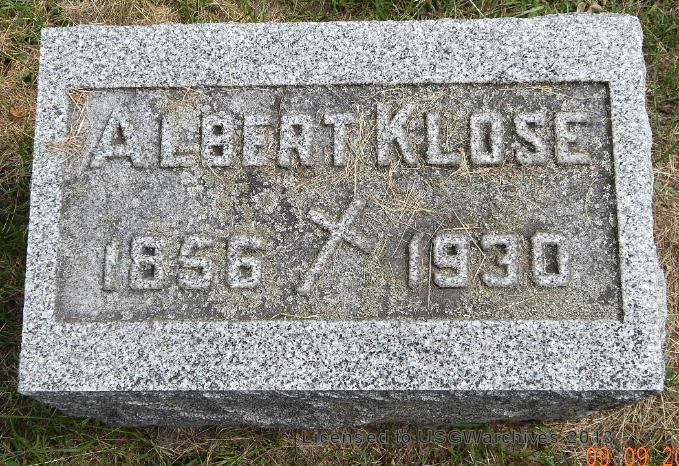 ALBERT KLOSE
1856 1930
Licensed to USGWarchives 2013
09.09.20